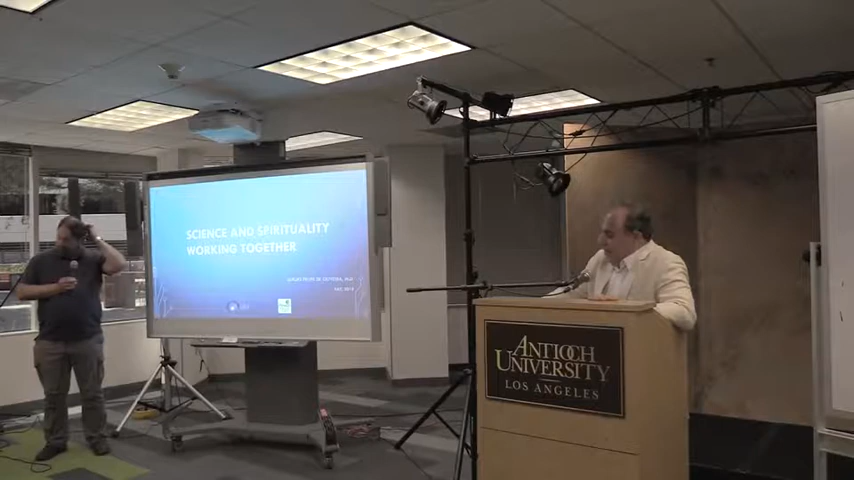 SCIENCE AND SPIRITUALITY
WORKING TOGETHER
ANTIOCH
UNIVERSITY
LOS ANGELES